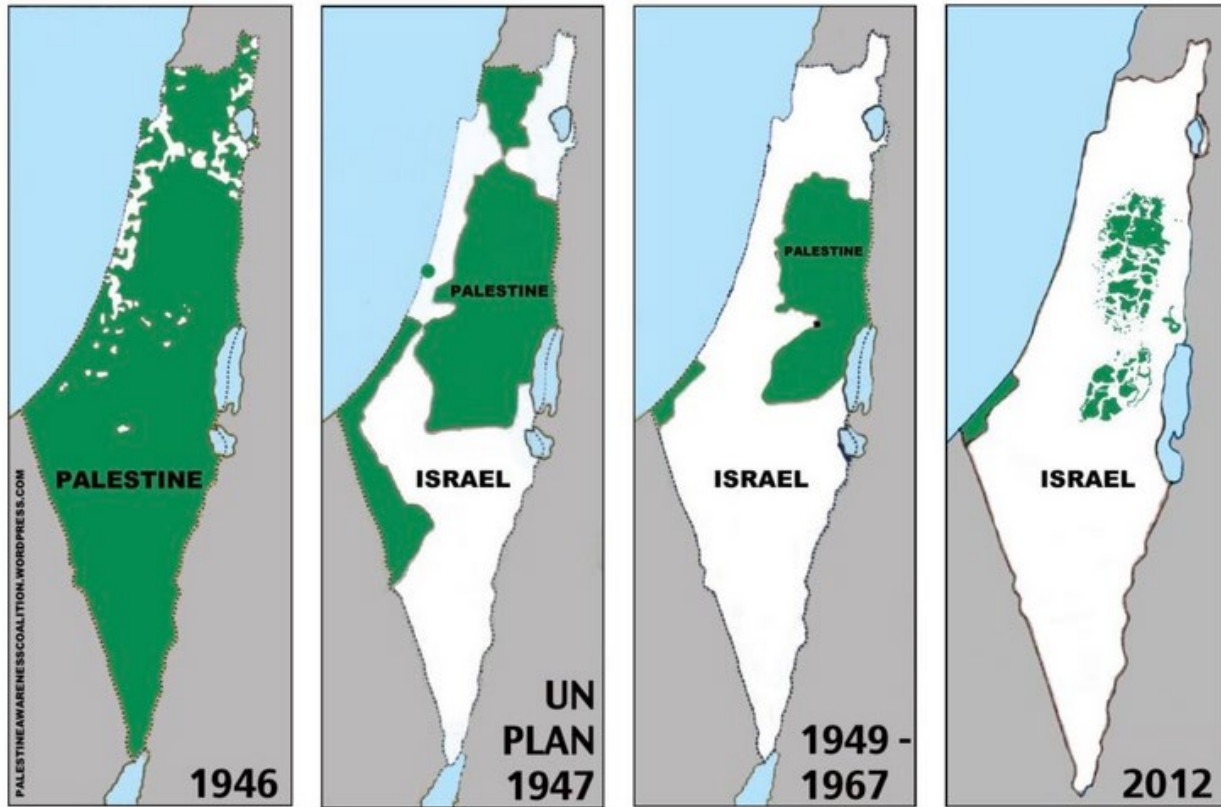 PALESTINE
PALESTINEAWARENESSCOALITION.WORDPRESS.COM
1946
PALESTINE
ISRAEL
UN
PLAN
1947
PALESTINE
ISRAEL
1949 -
1967
ISRAEL
2012